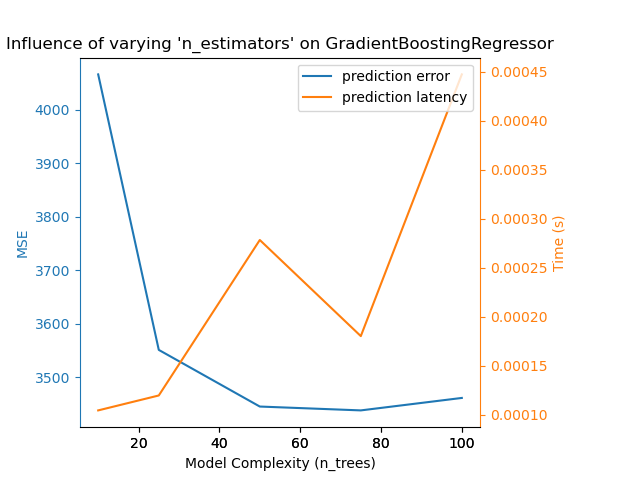 Influence of varying 'n_estimators' on GradientBoostingRegressor
prediction error
prediction latency
4000
3900
3800
3700
3600
3500
MSE
0.00045
0.00040
0.00035
0.00030
0.00025
0.00020
0.00015
0.00010
Time (s)
20 40 60 80 100
Model Complexity (n_trees)